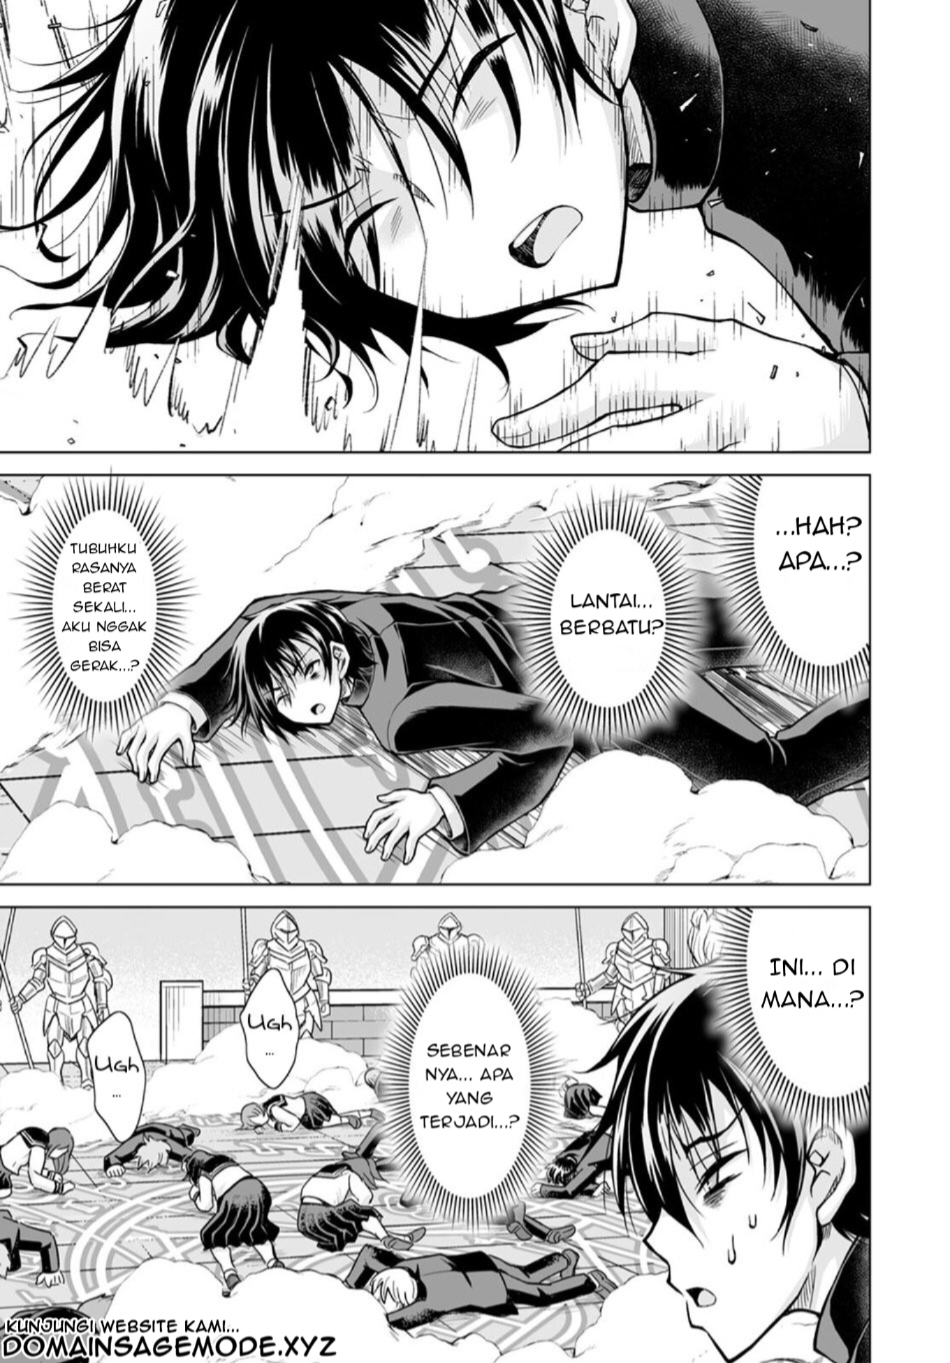 ...HAH?
APA...?
LANTAI...
BERBATU?
TUBUHKU
RASANYA
BERAT
SEKALI...
AKU NGGAK
BISA
GERAK...?
INI... DI
MANA...?
SEBENAR
NYA... APA
YANG
TERJADI...?
UGH
...
UGH
...
KUNJUNGI WEBSITE KAMI...
DOMAINSAGEMODE.XYZ